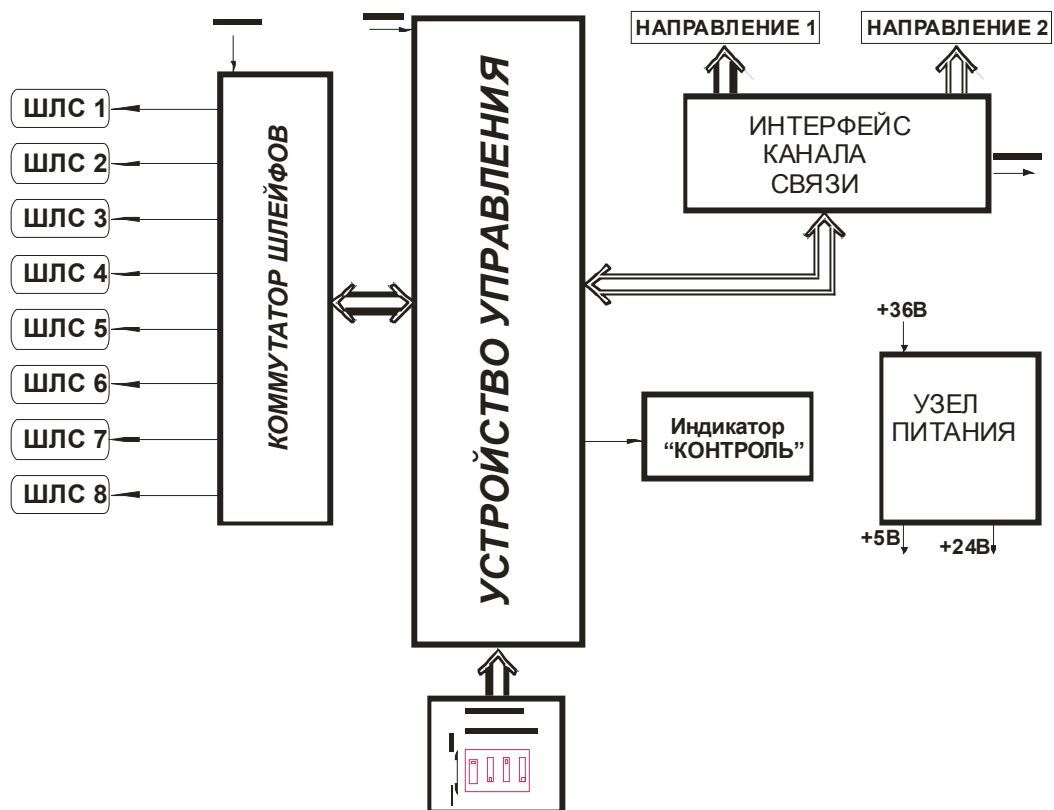 НАПРАВЛЕНИЕ 1
НАПРАВЛЕНИЕ 2
ШЛС 1
ШЛС 2
ШЛС 3
ШЛС 4
ШЛС 5
ШЛС 6
ШЛС 7
ШЛС 8
КОММУТАТОР ШЛЕЙФОВ
УСТРОЙСТВО УПРАВЛЕНИЯ
ИНТЕРФЕЙС
КАНАЛА
СВЯЗИ
Индикатор
“КОНТРОЛЬ”
+36В
УЗЕЛ
ПИТАНИЯ
+5В
+24В